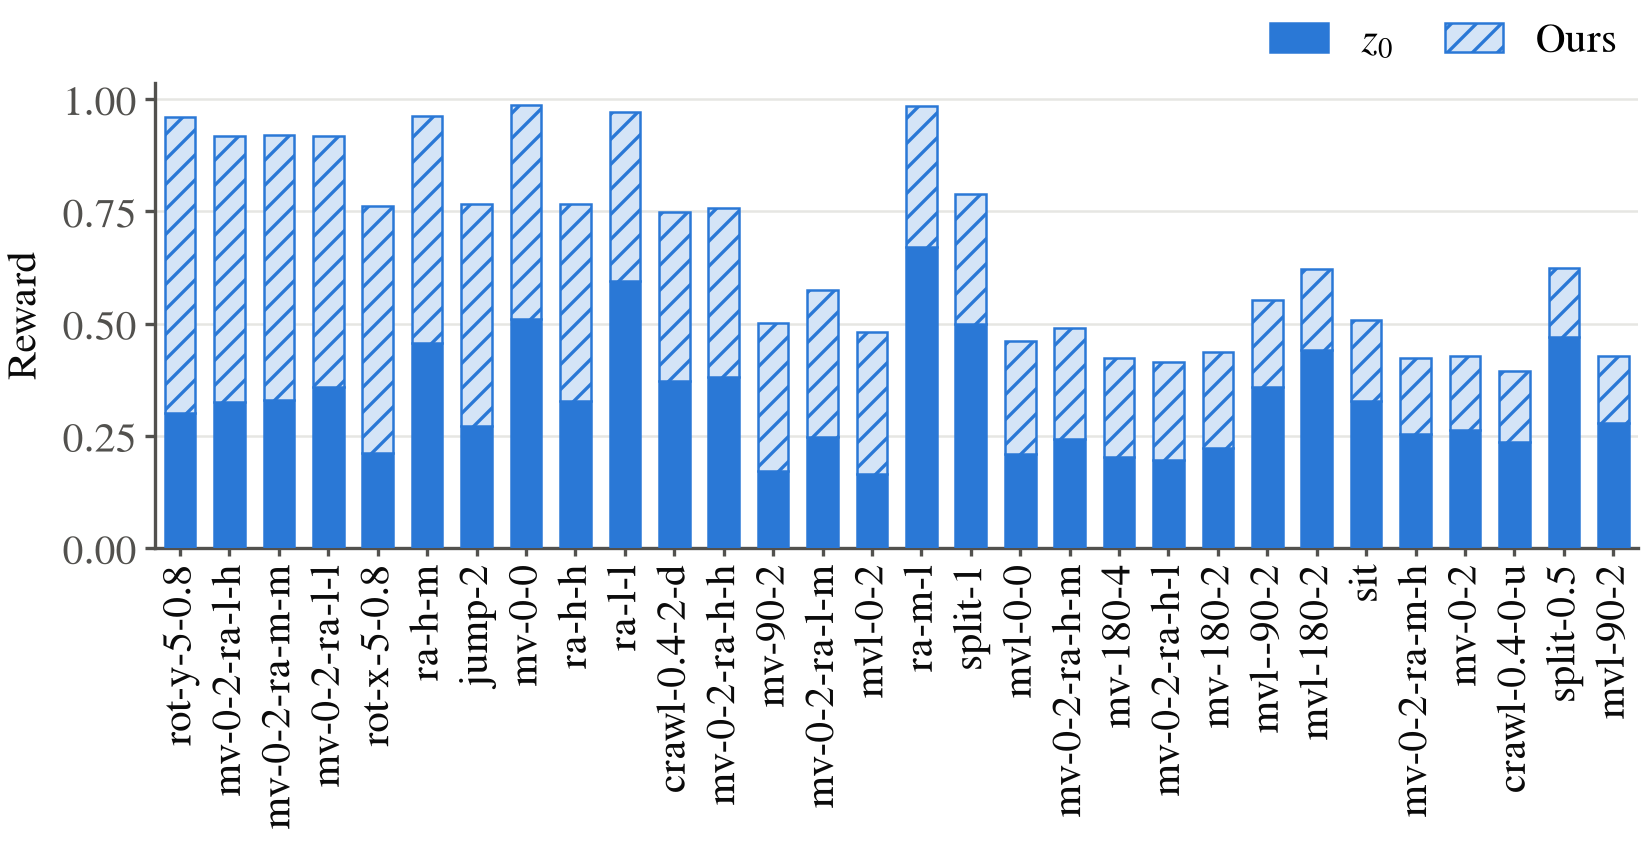 z0 Ours
Reward
1.00
0.75
0.50
0.25
0.00
rot-y-5-0.8
mv-0-2-ra-l-h
mv-0-2-ra-m-m
mv-0-2-ra-l-l
rot-x-5-0.8
ra-h-m
jump-2
mv-0-0
ra-h-h
ra-l-l
crawl-0.4-2-d
mv-0-2-ra-h-h
mv-90-2
mv-0-2-ra-l-m
mvl-0-2
ra-m-l
split-1
mvl-0-0
mv-0-2-ra-h-m
mv-180-4
mv-0-2-ra-h-l
mv-180-2
mvl--90-2
mvl-180-2
sit
mv-0-2-ra-m-h
mv-0-2
crawl-0.4-0-u
split-0.5
mvl-90-2